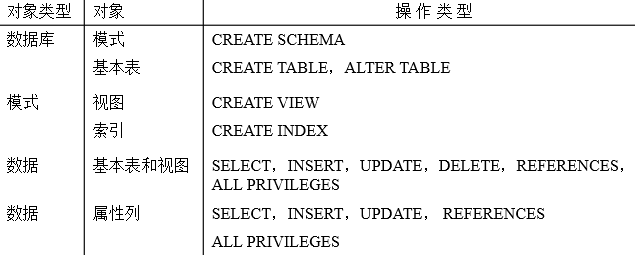 对象类型 对象 操 作 类 型
数据库 模式 CREATE SCHEMA
基本表 CREATE TABLE，ALTER TABLE
模式 视图 CREATE VIEW
索引 CREATE INDEX
数据 基本表和视图 SELECT，INSERT，UPDATE，DELETE，REFERENCES，
ALL PRIVILEGES
数据 属性列 SELECT，INSERT，UPDATE， REFERENCES
ALL PRIVILEGES